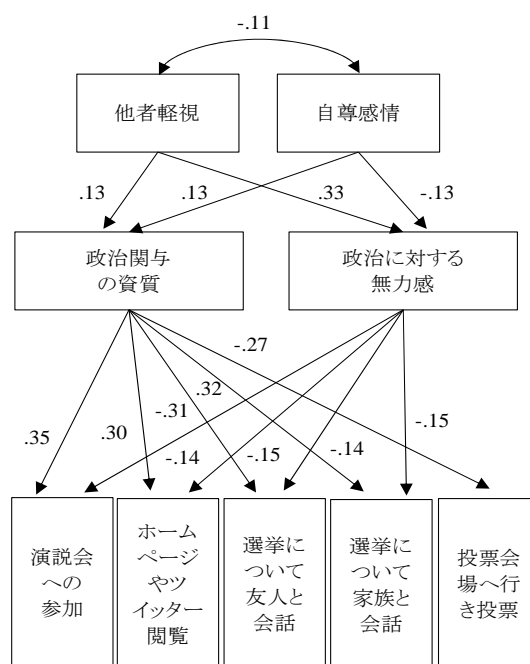 -.11
他者軽視
自尊感情
.13
.13
.33
-.13
政治関与
の資質
政治に対する
無力感
-.27
.32
.35
.30
-.31
-.14
-.15
-.14
-.15
演説会
への
参加
ホーム
ページ
やツ
イッター
閲覧
選挙に
ついて
友人と
会話
選挙に
ついて
家族と
会話
投票会
場へ行
き投票